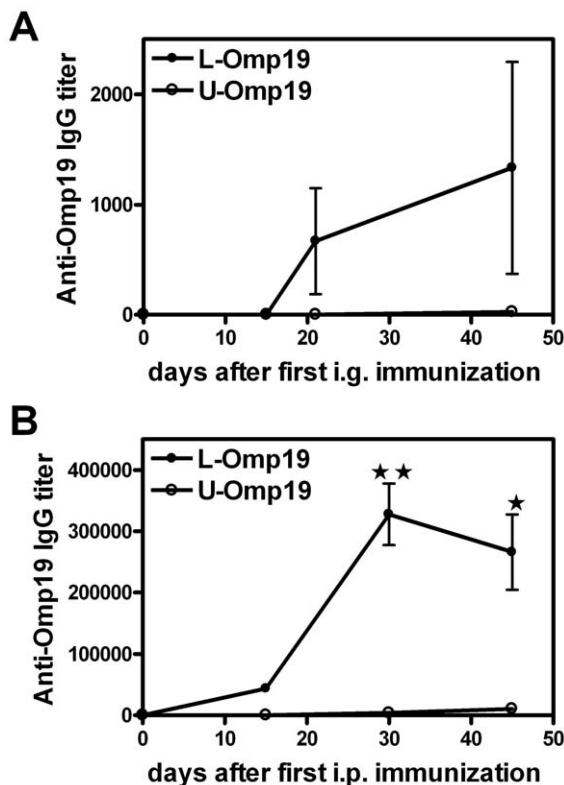 A
L-Omp19
U-Omp19
Anti-Omp19 IgG titer
2000
1000
0
0 10 20 30 40 50
days after first i.g. immunization
B
L-Omp19
U-Omp19
Anti-Omp19 IgG titer
400000
300000
200000
100000
0
0 10 20 30 40 50
days after first i.p. immunization